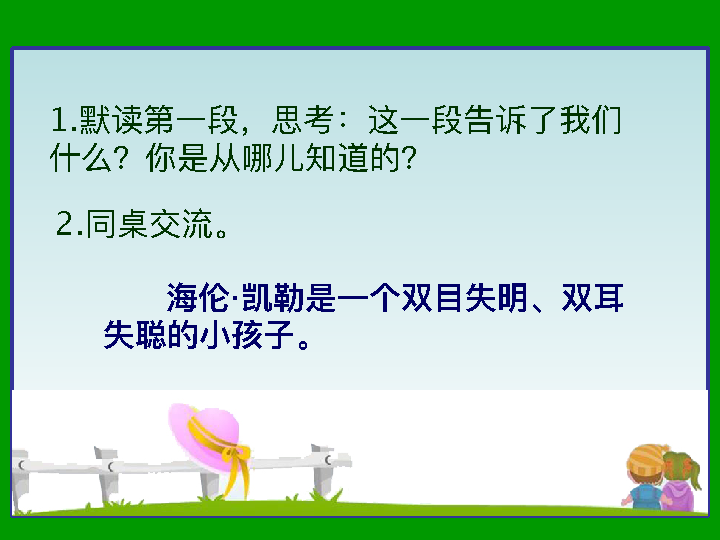 1.默读第一段，思考：这一段告诉了我们
什么？你是从哪儿知道的？
2.同桌交流。
海伦·凯勒是一个双目失明、双耳
失聪的小孩子。